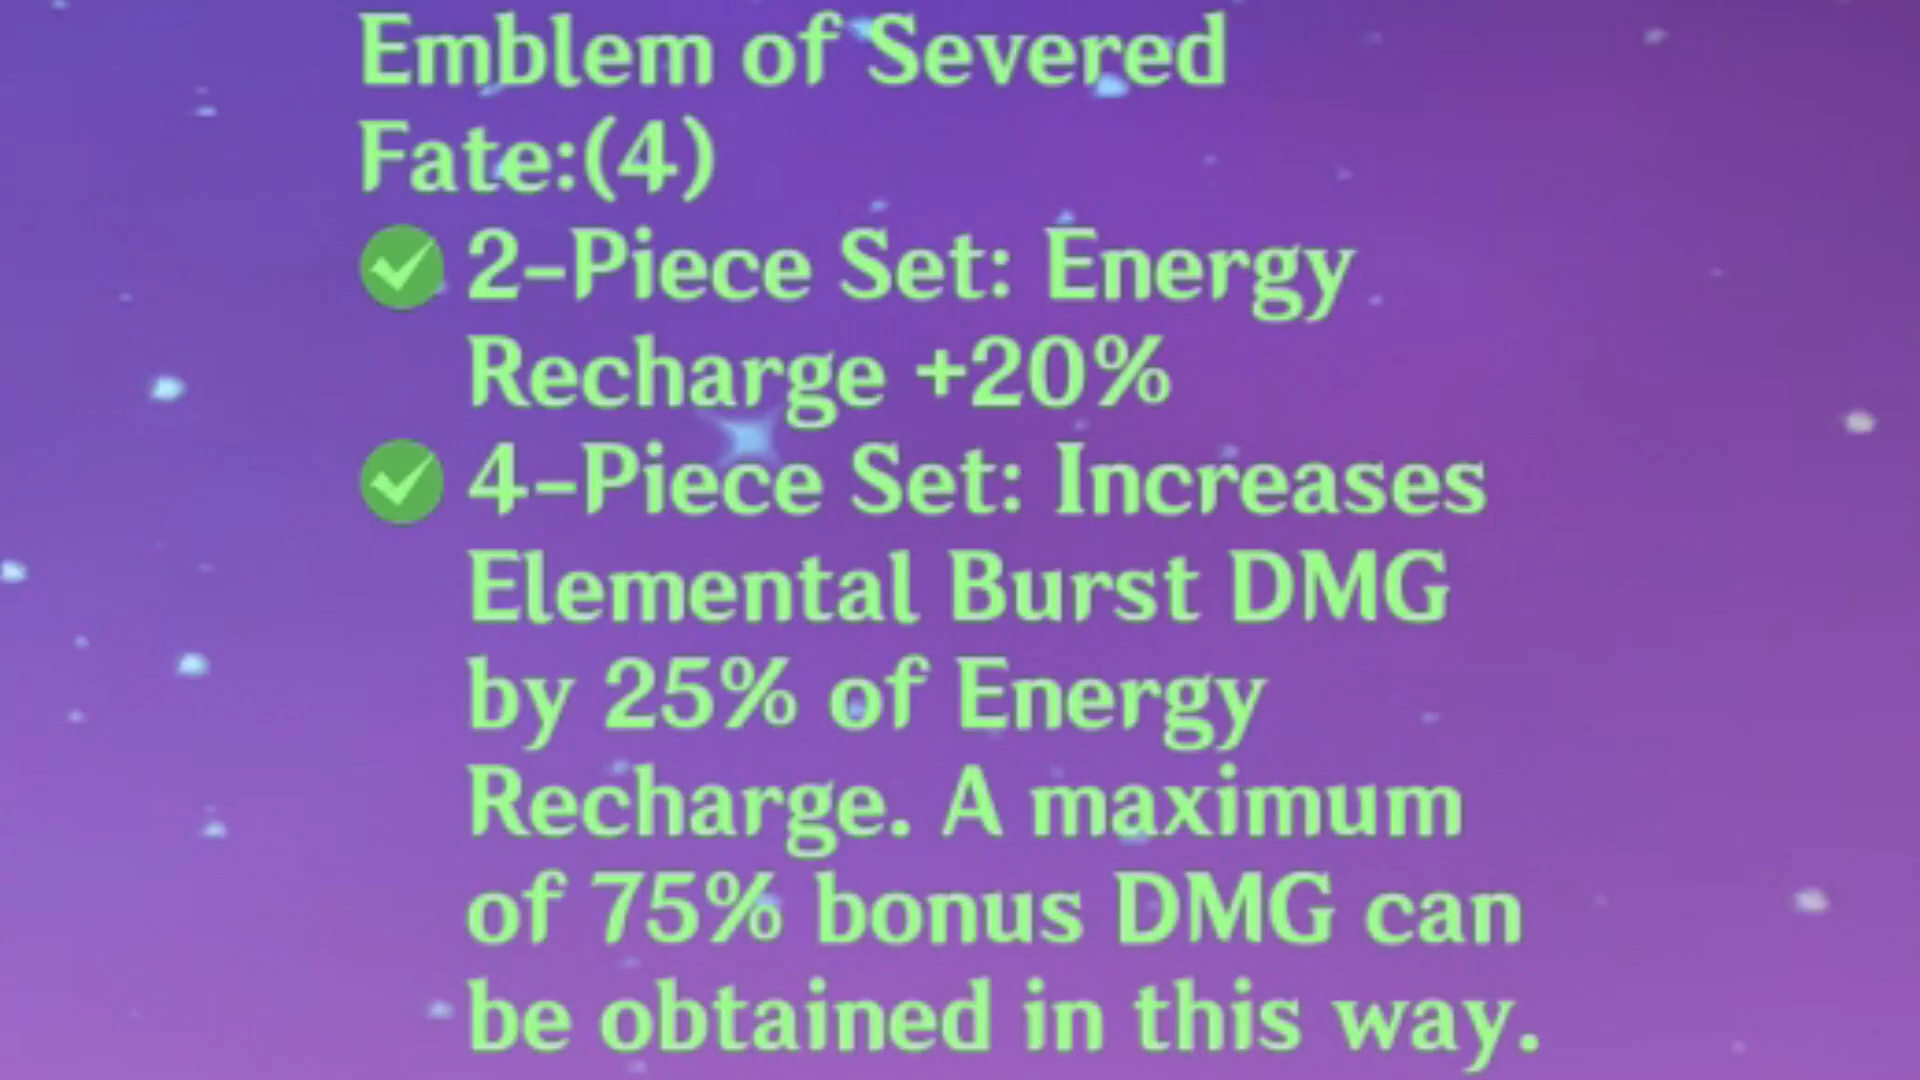 Emblem of Severed
Fate:(4)
2-Piece Set: Energy
Recharge +20%
4-Piece Set: Increases
Elemental Burst DMG
by 25% of Energy
Recharge. A maximum
of 75% bonus DMG can
be obtained in this way.